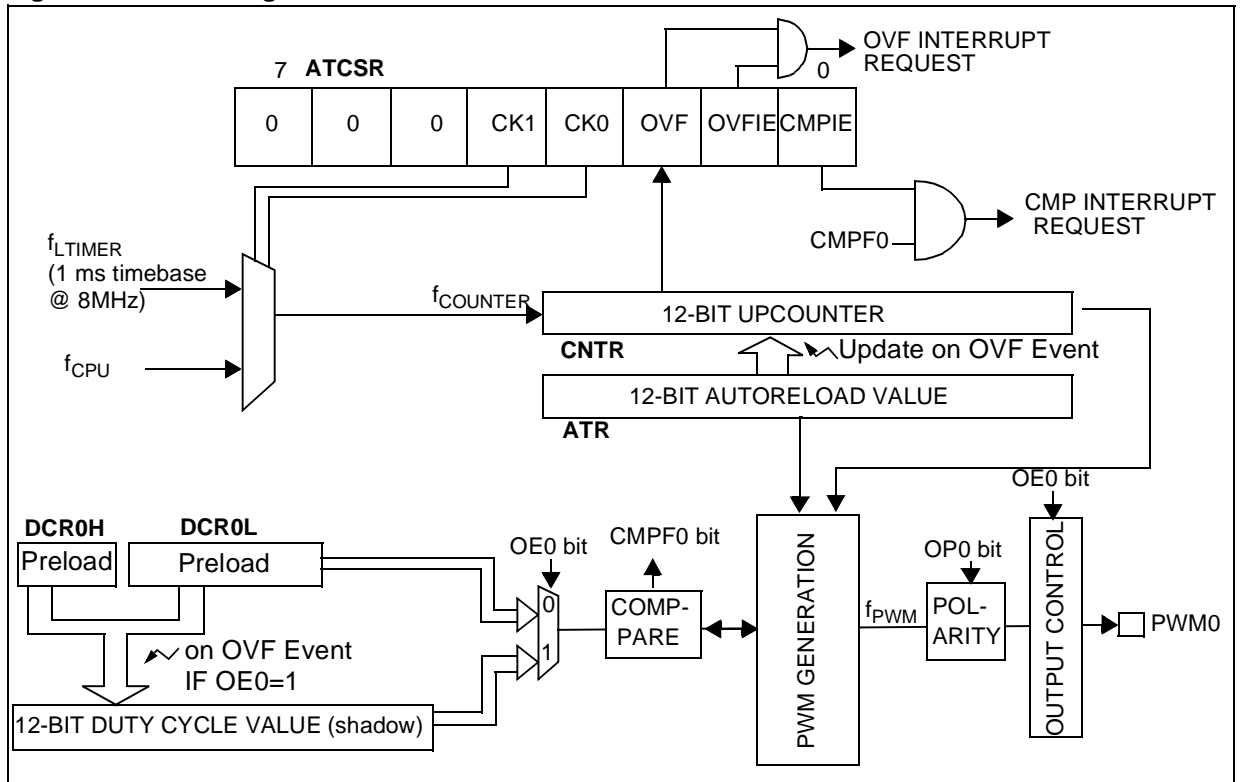 OVF INTERRUPT
REQUEST
7 ATCSR
0
0 0 0 CK1 CK0 OVF OVFIE CMPIE
CMP INTERRUPT
REQUEST
CMPF0
fLTIMER
(1 ms timebase
@ 8MHz)
fCOUNTER
12-BIT UPCOUNTER
CNTR
Update on OVF Event
fCPU
12-BIT AUTORELOAD VALUE
ATR
OE0 bit
DCR0H
DCR0L
Preload
Preload
OE0 bit
CMPF0 bit
OP0 bit
0
1
COMP-
PARE
PWM GENERATION
fPWM
POL-
ARITY
OUTPUT CONTROL
PWM0
on OVF Event
IF OE0=1
12-BIT DUTY CYCLE VALUE (shadow)